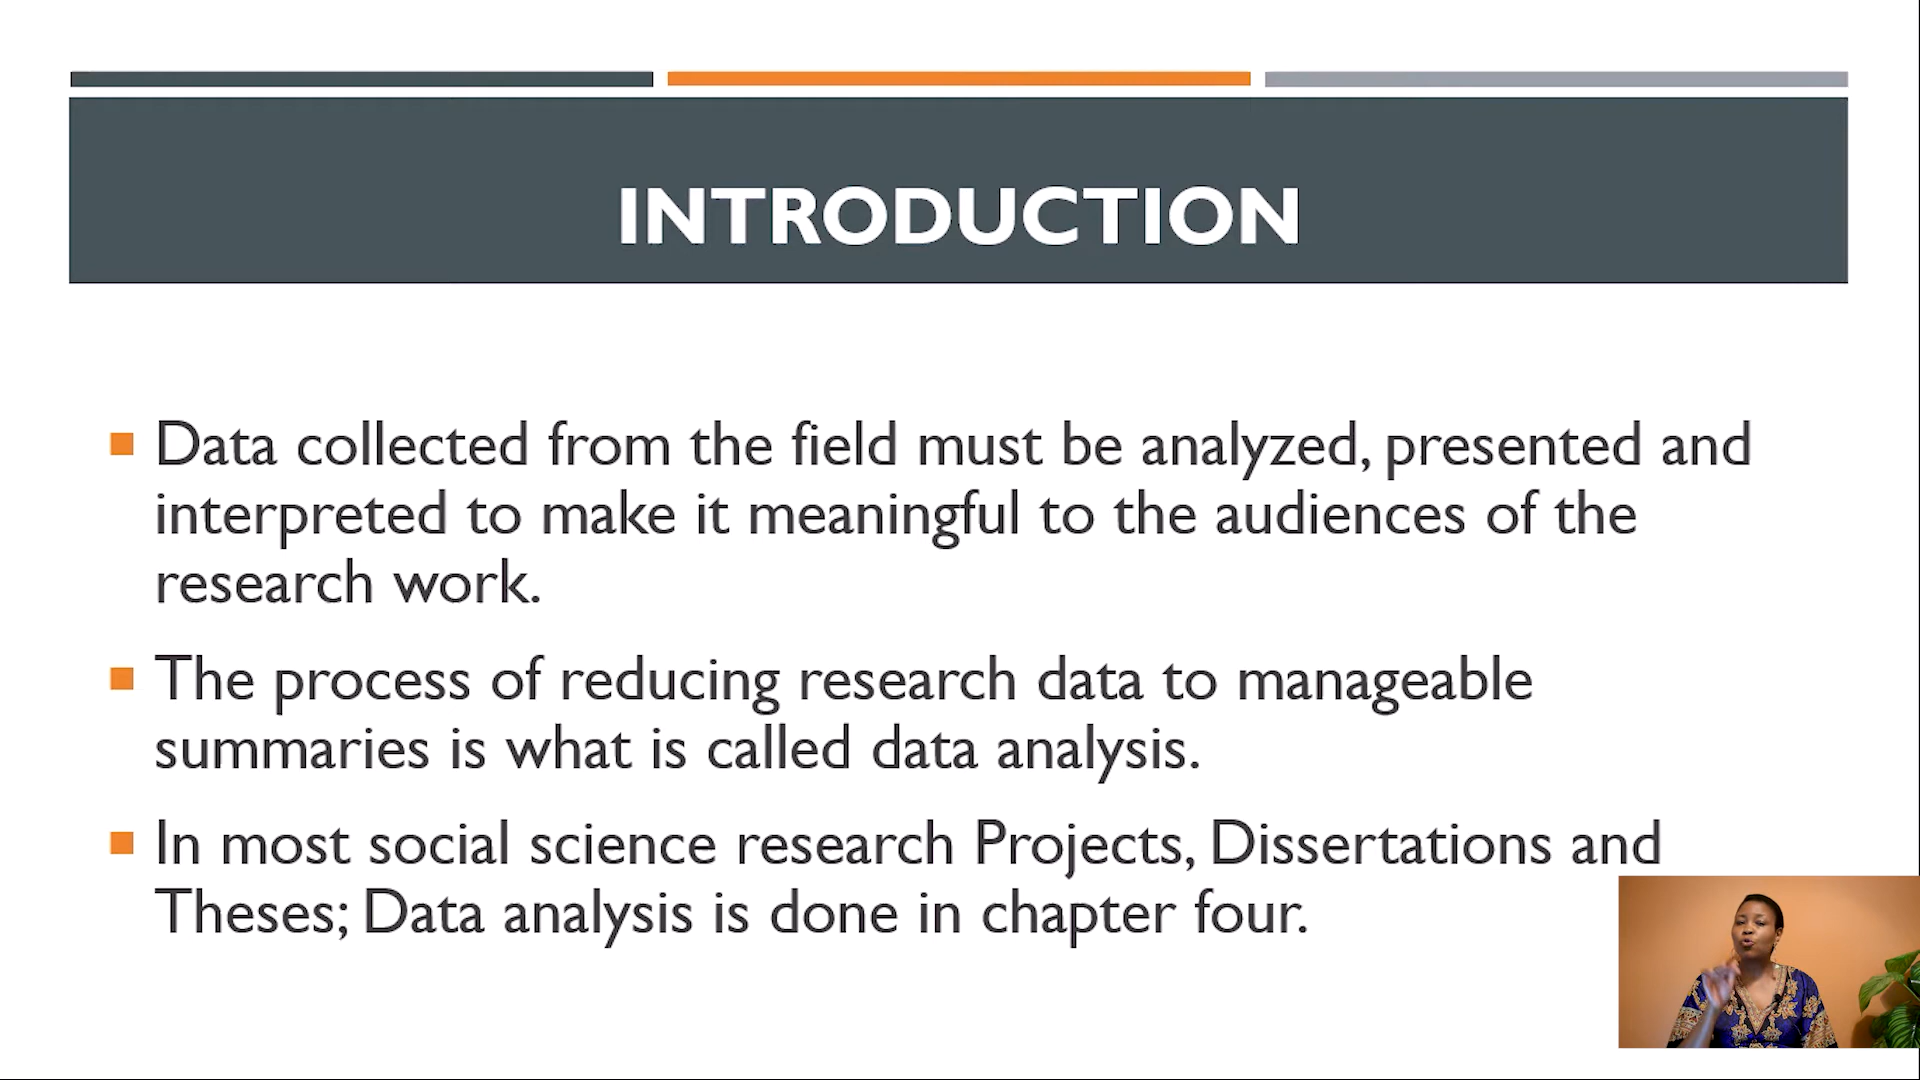 INTRODUCTION
Data collected from the field must be analyzed, presented and
interpreted to make it meaningful to the audiences of the
research work.
The process of reducing research data to manageable
summaries is what is called data analysis.
In most social science research Projects, Dissertations and
Theses; Data analysis is done in chapter four.